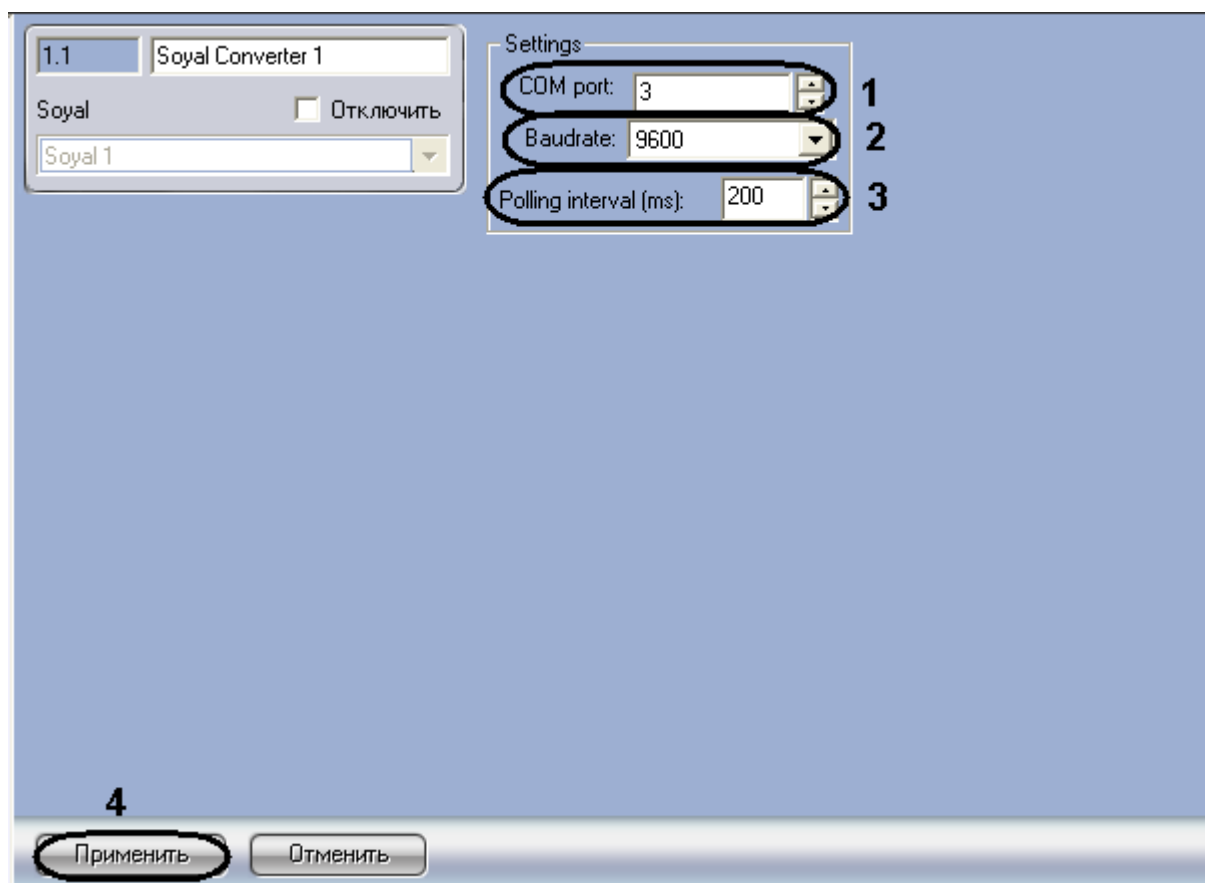 1.1 Soyal Converter 1
Soyal Отключить
Soyal 1
Settings
COM port: 3 1
Baudrate: 9600 2
Polling interval (ms): 200 3
4
Применить Отменить